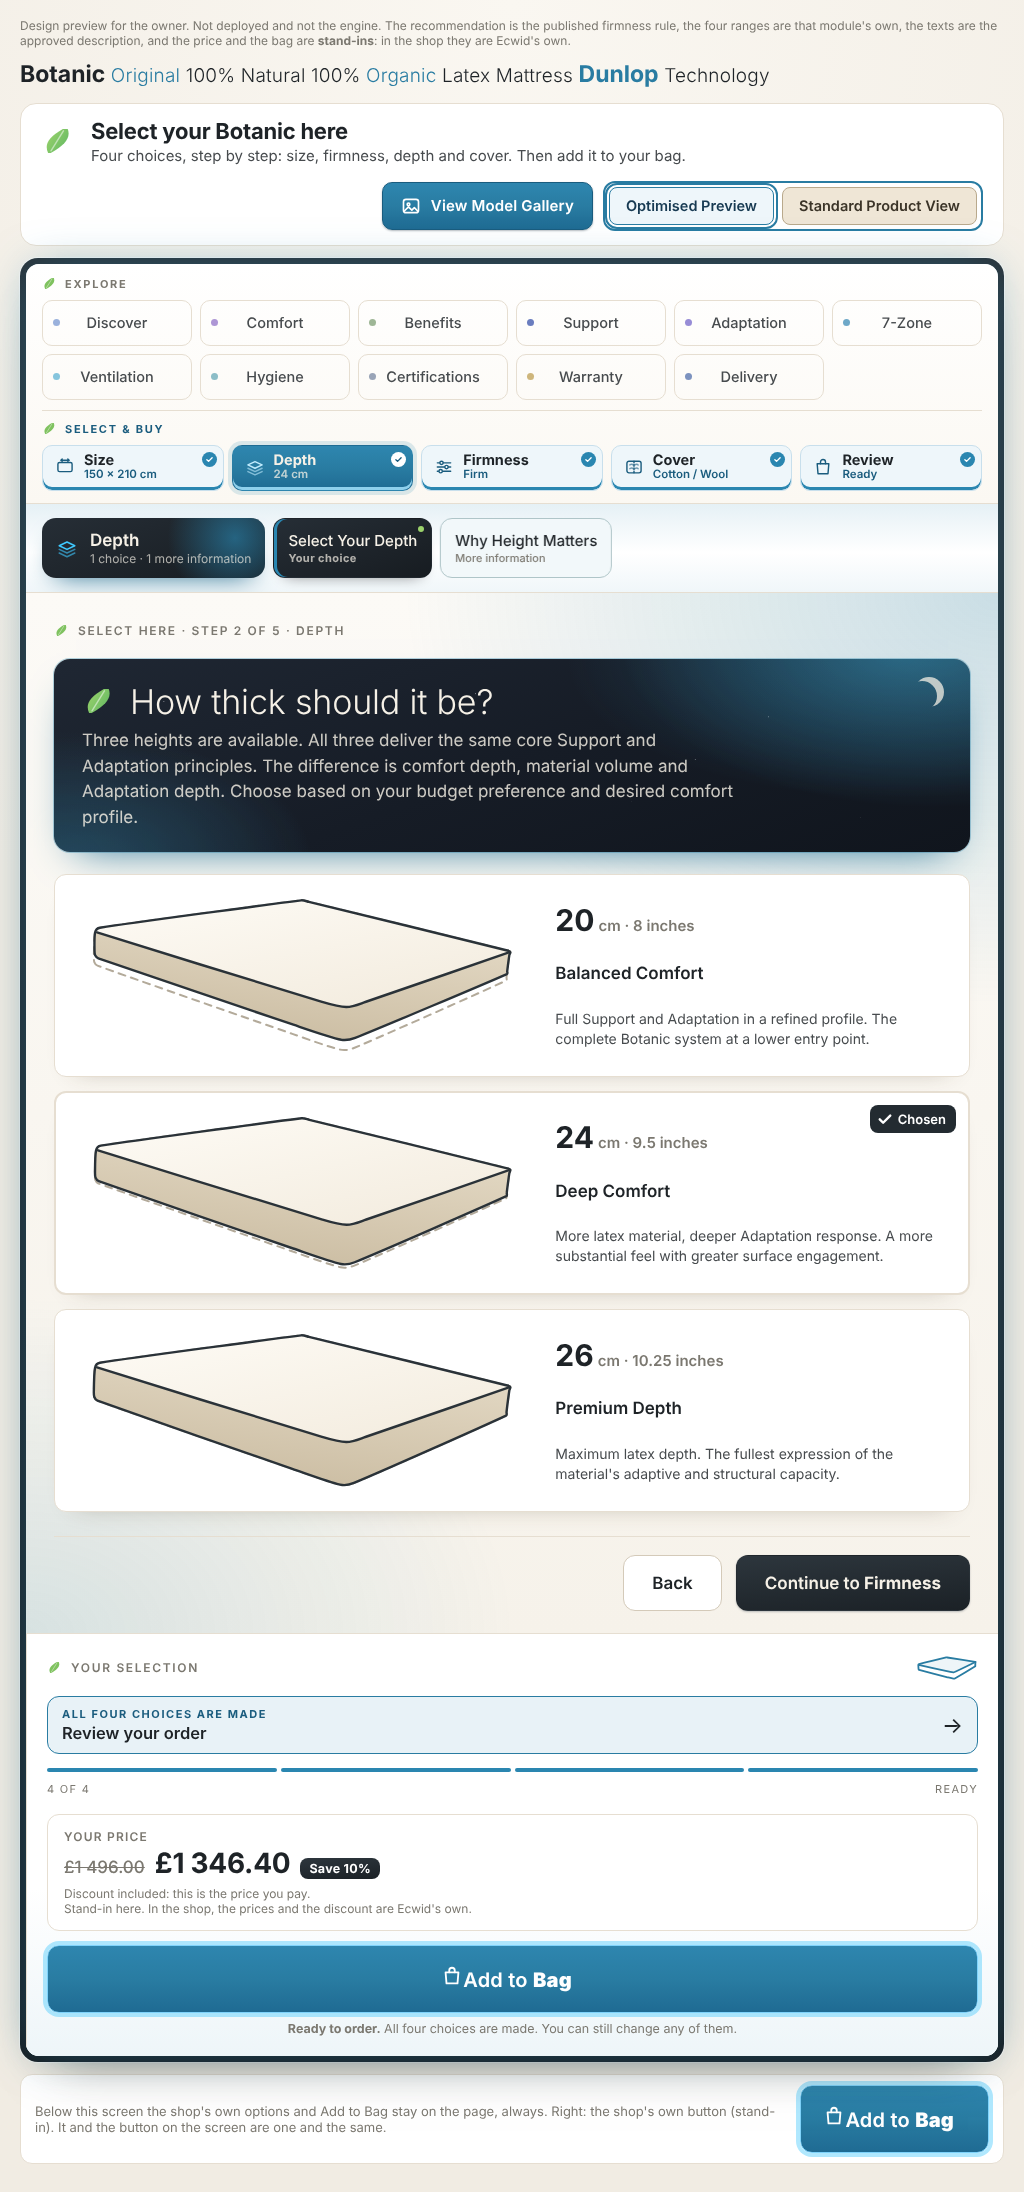 Design preview for the owner. Not deployed and not the engine. The recommendation is the published firmness rule, the four ranges are that module's own, the texts are the
approved description, and the price and the bag are stand-ins: in the shop they are Ecwid's own.
Botanic Original 100% Natural 100% Organic Latex Mattress Dunlop Technology
Select your Botanic here
Four choices, step by step: size, firmness, depth and cover. Then add it to your bag.
View Model Gallery
Optimised Preview
Standard Product View
EXPLORE
Discover
Comfort
Benefits
Support
Adaptation
7-Zone
Ventilation
Hygiene
Certifications
Warranty
Delivery
SELECT & BUY
Size
150 × 210 cm
Depth
24 cm
Firmness
Firm
Cover
Cotton / Wool
Review
Ready
Depth
1 choice · 1 more information
Select Your Depth
Your choice
Why Height Matters
More information
SELECT HERE · STEP 2 OF 5 · DEPTH
How thick should it be?
Three heights are available. All three deliver the same core Support and
Adaptation principles. The difference is comfort depth, material volume and
Adaptation depth. Choose based on your budget preference and desired comfort
profile.
20 cm · 8 inches
Balanced Comfort
Full Support and Adaptation in a refined profile. The
complete Botanic system at a lower entry point.
Chosen
24 cm · 9.5 inches
Deep Comfort
More latex material, deeper Adaptation response. A more
substantial feel with greater surface engagement.
26 cm · 10.25 inches
Premium Depth
Maximum latex depth. The fullest expression of the
material's adaptive and structural capacity.
Back
Continue to Firmness
YOUR SELECTION
ALL FOUR CHOICES ARE MADE
Review your order
4 OF 4
READY
YOUR PRICE
£1 496.00 £1 346.40 Save 10%
Discount included: this is the price you pay.
Stand-in here. In the shop, the prices and the discount are Ecwid's own.
Add to Bag
Ready to order. All four choices are made. You can still change any of them.
Below this screen the shop's own options and Add to Bag stay on the page, always. Right: the shop's own button (stand-
in). It and the button on the screen are one and the same.
Add to Bag